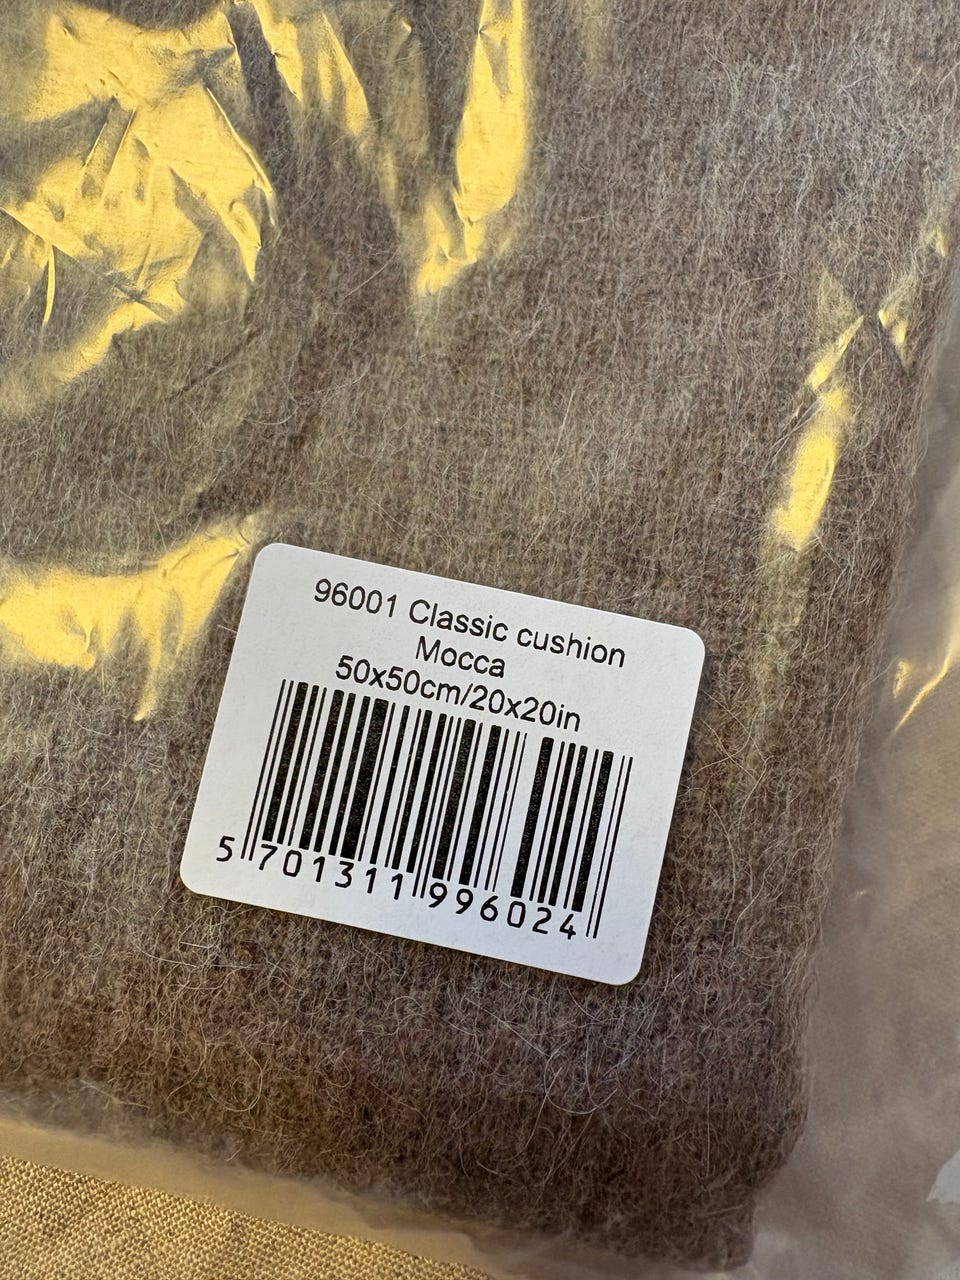 96001 Classic cushion
Mocca
50x50cm/20x20in
5 701311 996024